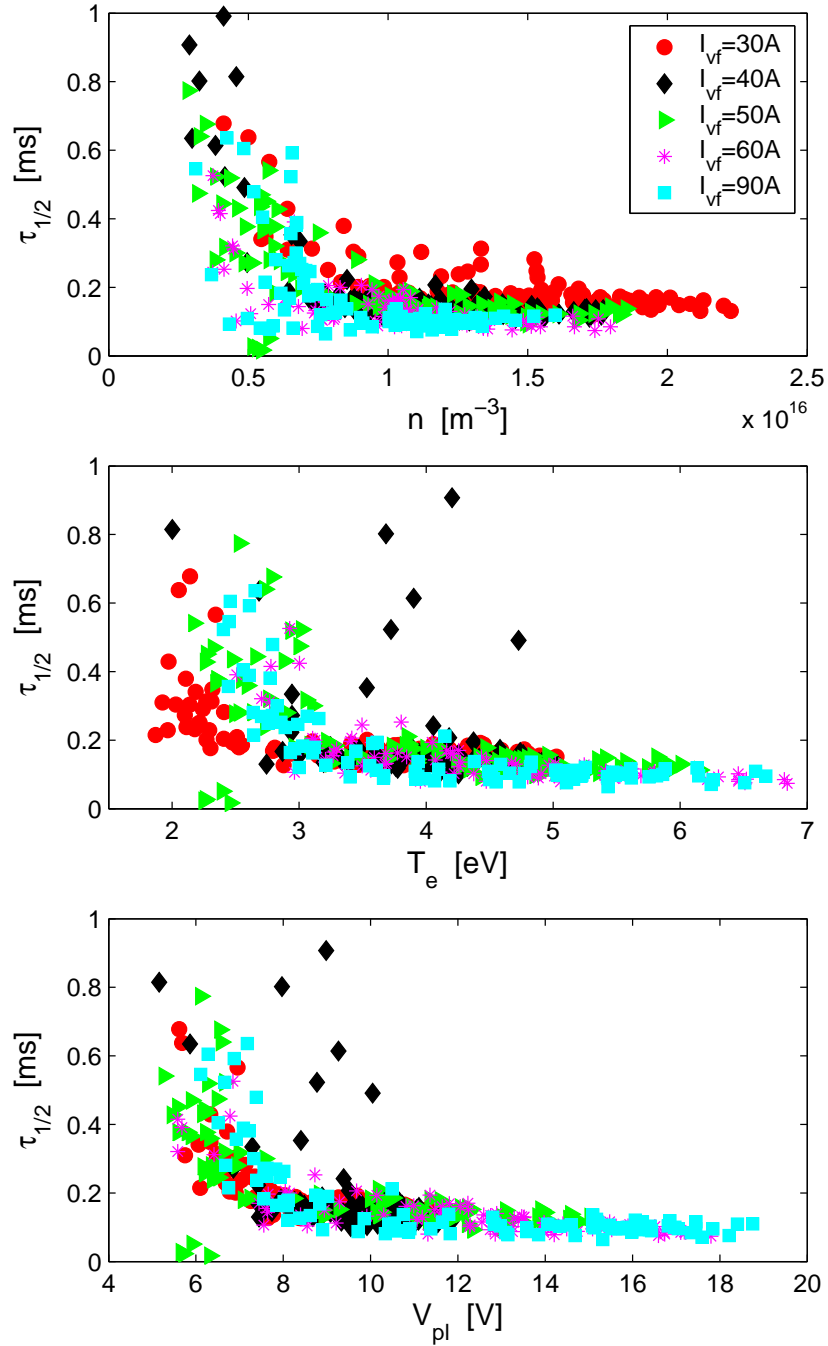 1
0.8
0.6
0.4
0.2
0
τ1/2 [ms]
0 0.5 1 1.5 2 2.5
x 10^16
n [m^−3]
I_vf=30A
I_vf=40A
I_vf=50A
I_vf=60A
I_vf=90A
1
0.8
0.6
0.4
0.2
0
τ1/2 [ms]
2 3 4 5 6 7
T_e [eV]
1
0.8
0.6
0.4
0.2
0
τ1/2 [ms]
4 6 8 10 12 14 16 18 20
V_pl [V]